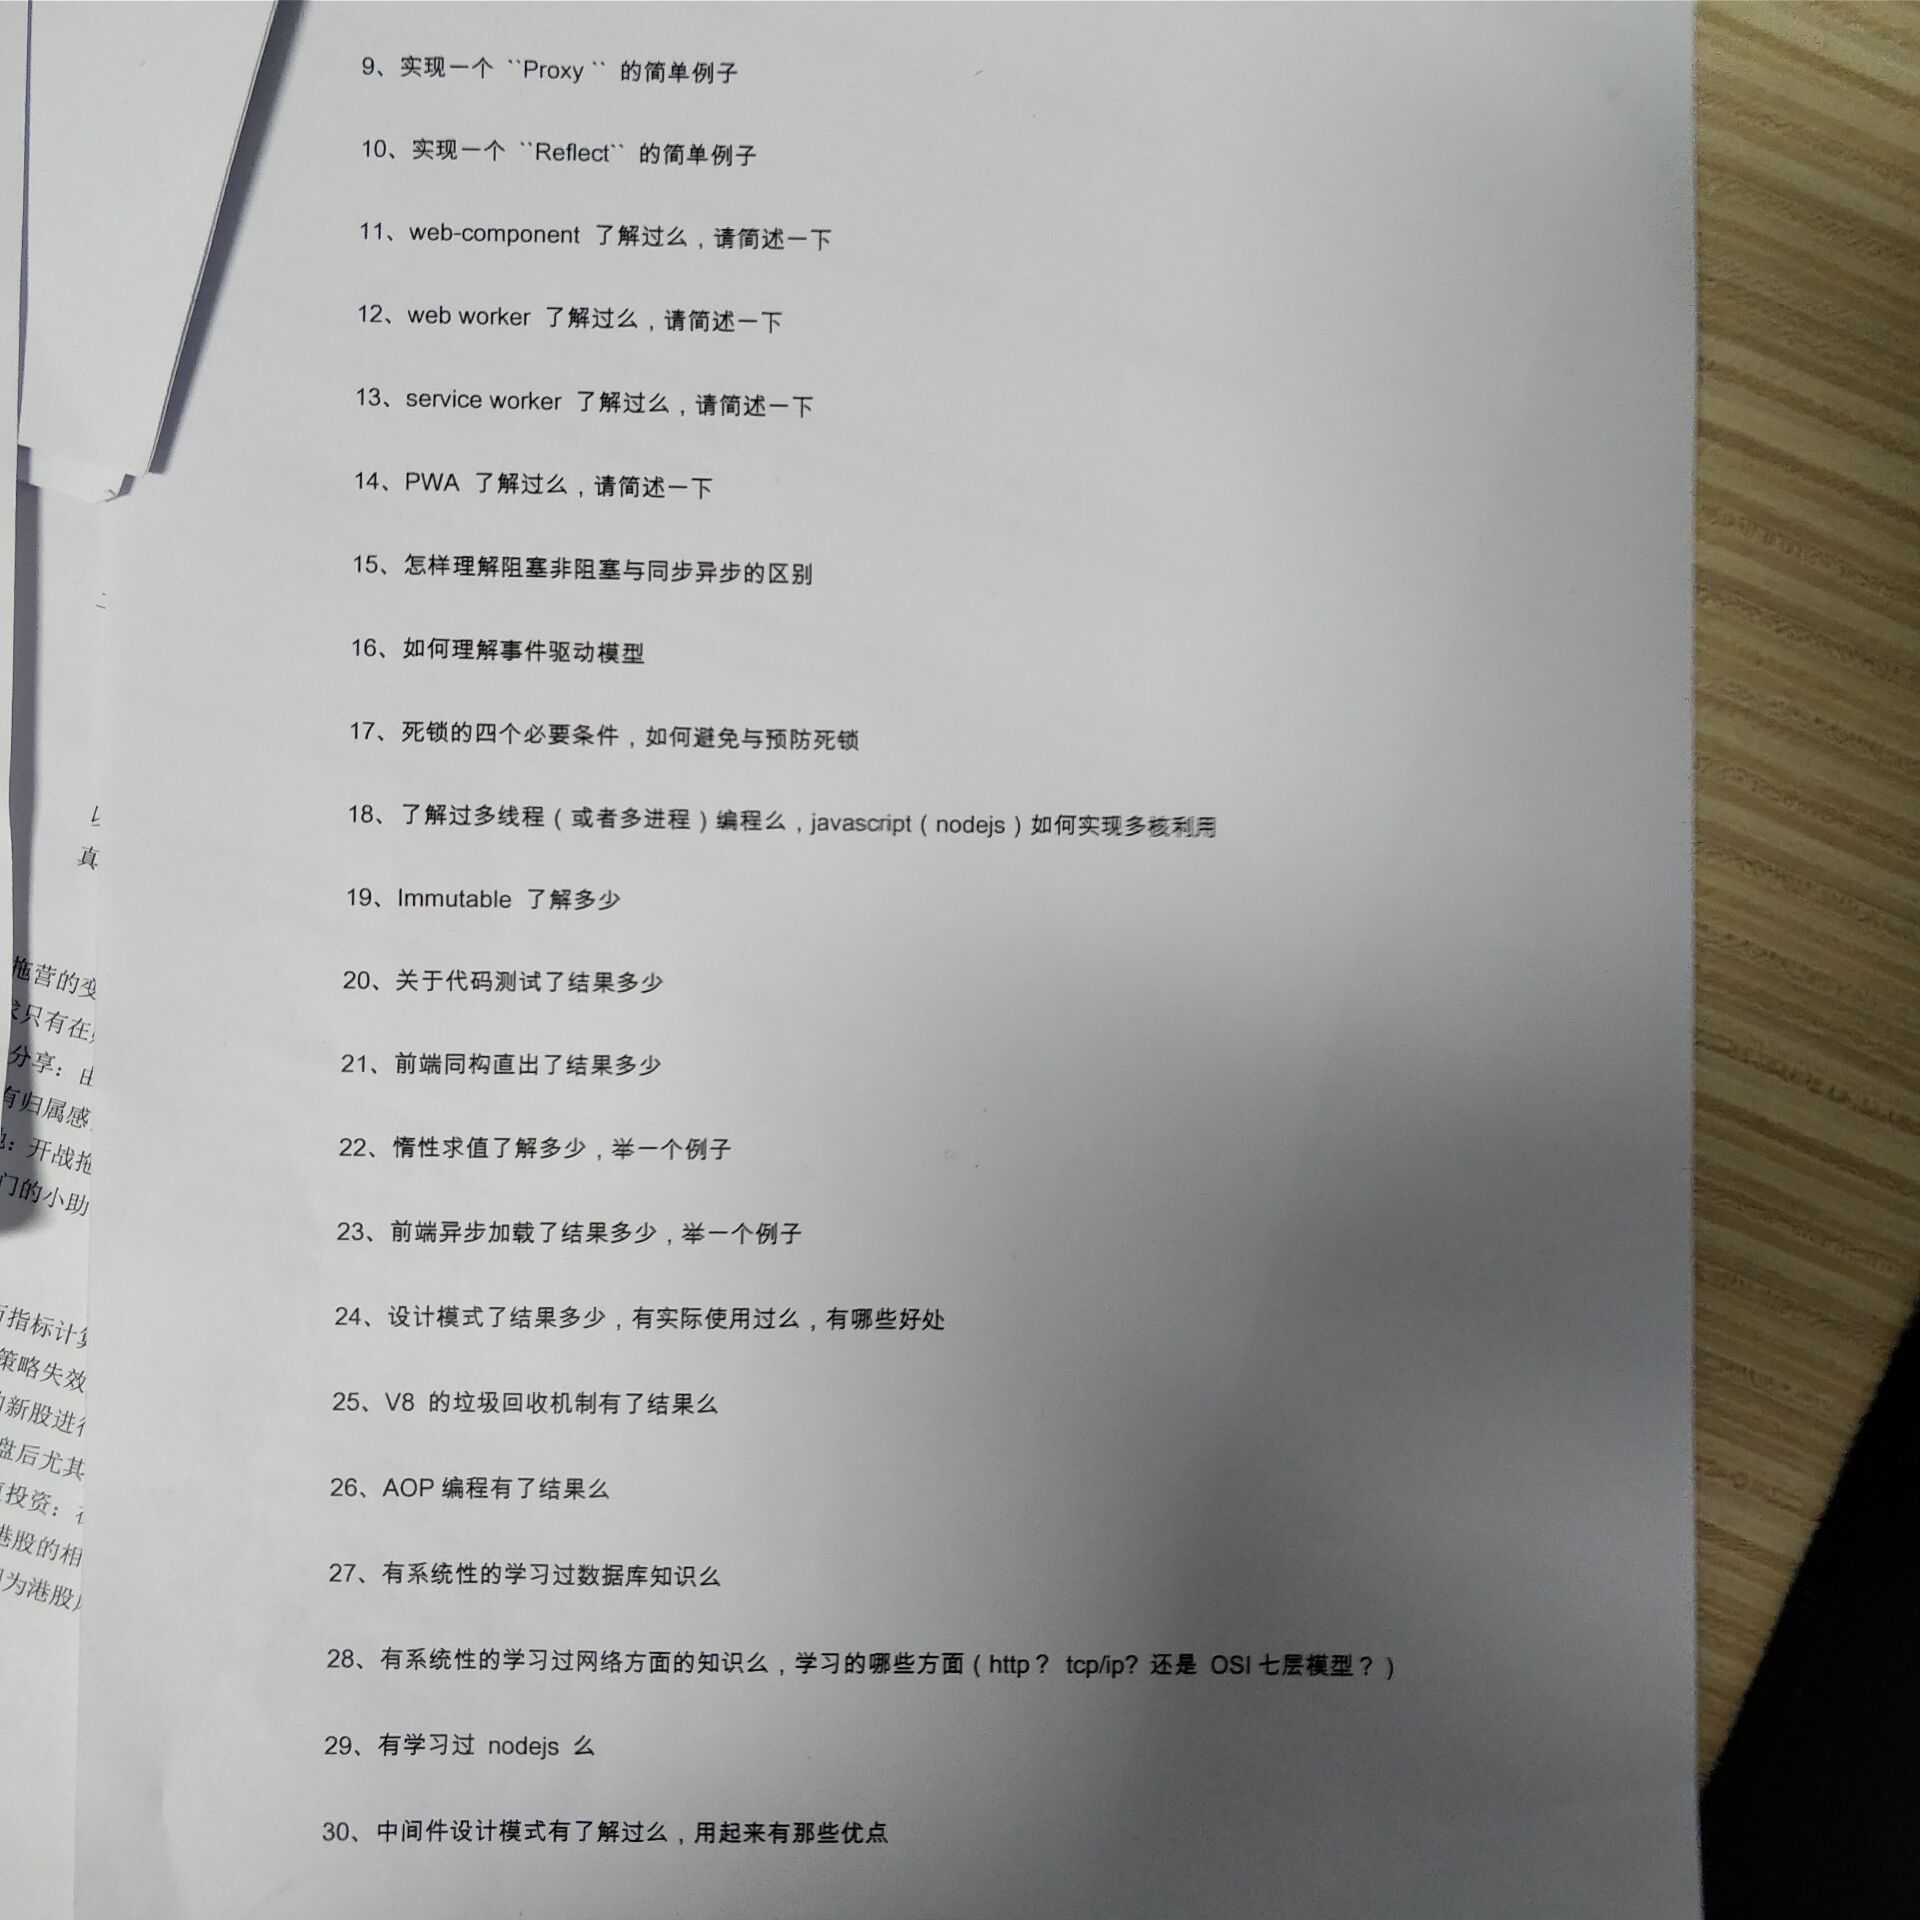 9、实现一个 ``Proxy `` 的简单例子
10、实现一个 ``Reflect`` 的简单例子
11、web-component 了解过么，请简述一下
12、web worker 了解过么，请简述一下
13、service worker 了解过么，请简述一下
14、PWA 了解过么，请简述一下
15、怎样理解阻塞非阻塞与同步异步的区别
16、如何理解事件驱动模型
17、死锁的四个必要条件，如何避免与预防死锁
18、了解过多线程（或者多进程）编程么，javascript（nodejs）如何实现多核利用
19、Immutable 了解多少
20、关于代码测试了结果多少
21、前端同构直出了结果多少
22、惰性求值了解多少，举一个例子
23、前端异步加载了结果多少，举一个例子
24、设计模式了结果多少，有实际使用过么，有哪些好处
25、V8 的垃圾回收机制有了结果么
26、AOP 编程有了结果么
27、有系统性的学习过数据库知识么
28、有系统性的学习过网络方面的知识么，学习的哪些方面（http？ tcp/ip? 还是 OSI 七层模型？）
29、有学习过 nodejs 么
30、中间件设计模式有了解过么，用起来有那些优点
真
拖营的变
只有在
分享：由
有归属感
：开战拖
门的小助
指标计算
策略失效
新股进行
盘后尤其
投资：
港股的相
为港股